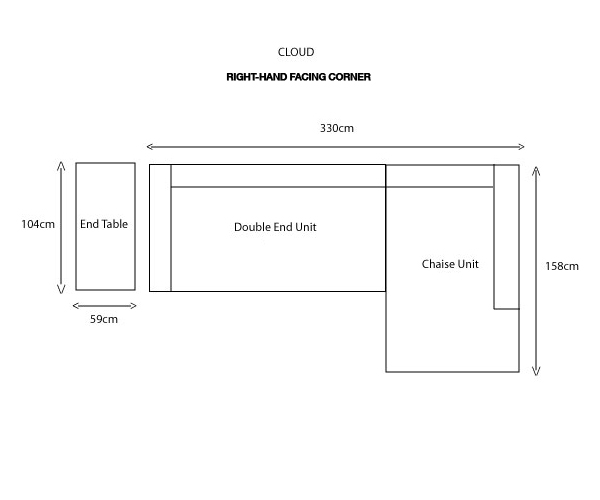 CLOUD
RIGHT-HAND FACING CORNER
330cm
104cm
End Table
Double End Unit
Chaise Unit
158cm
59cm